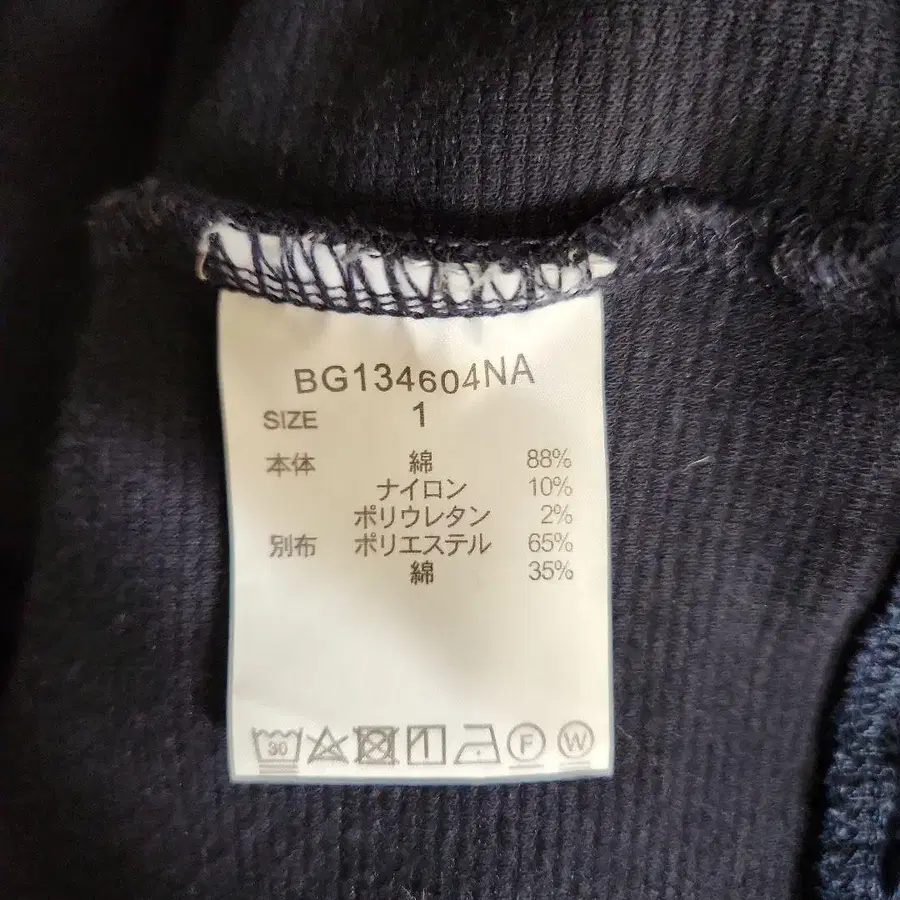 BG134604NA
SIZE 1
本体 綿 88%
ナイロン 10%
ポリウレタン 2%
別布 ポリエステル 65%
綿 35%
30 F W